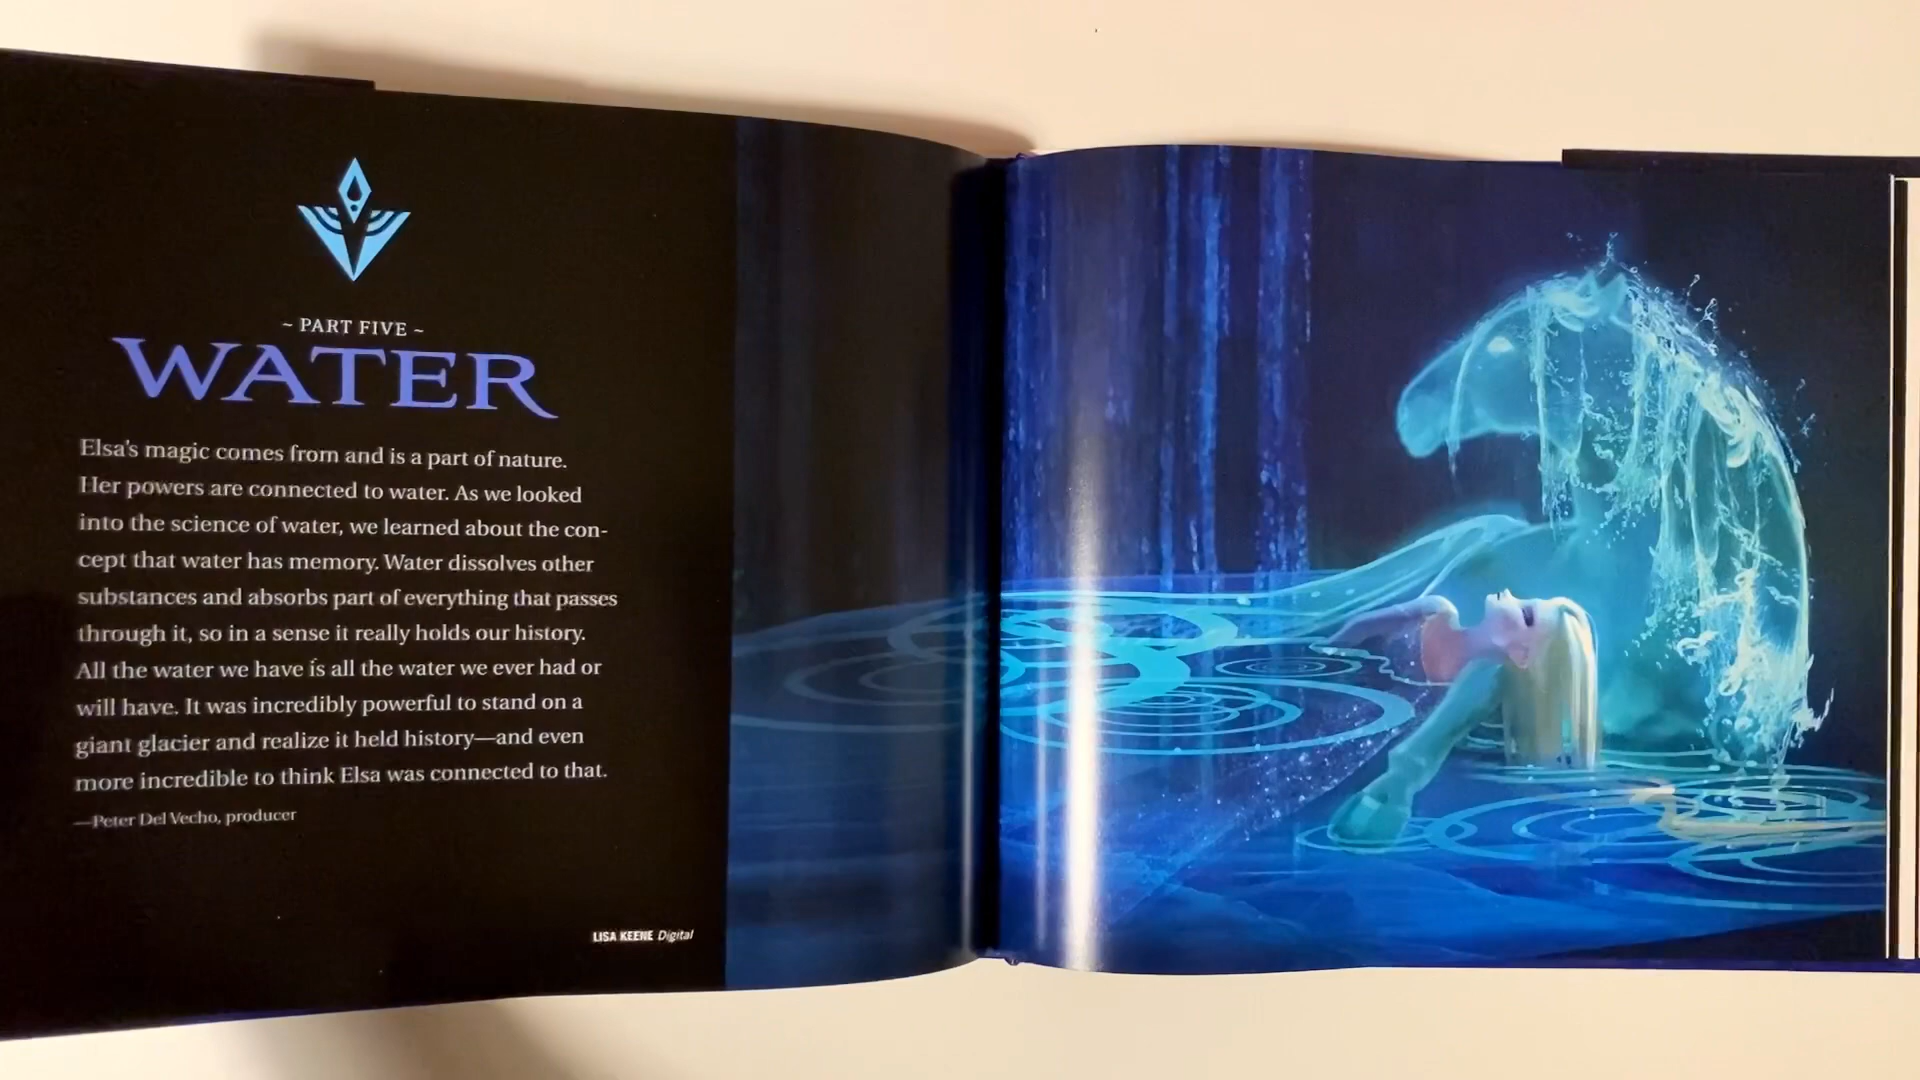 ~ PART FIVE ~
WATER
Elsa's magic comes from and is a part of nature.
Her powers are connected to water. As we looked
into the science of water, we learned about the con-
cept that water has memory. Water dissolves other
substances and absorbs part of everything that passes
through it, so in a sense it really holds our history.
All the water we have is all the water we ever had or
will have. It was incredibly powerful to stand on a
giant glacier and realize it held history—and even
more incredible to think Elsa was connected to that.
—Peter Del Vecho, producer
LISA KEENE Digital